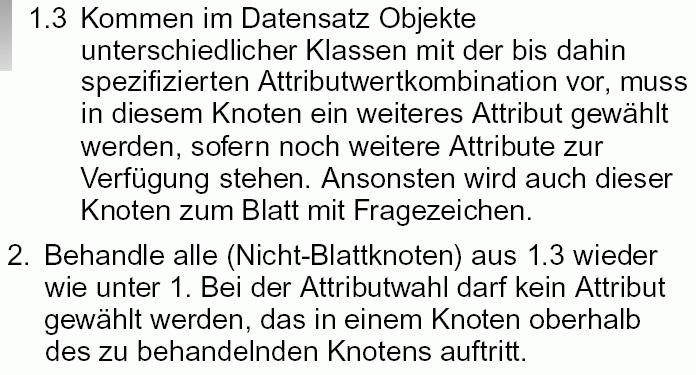 1.3 Kommen im Datensatz Objekte
unterschiedlicher Klassen mit der bis dahin
spezifizierten Attributwertkombination vor, muss
in diesem Knoten ein weiteres Attribut gewählt
werden, sofern noch weitere Attribute zur
Verfügung stehen. Ansonsten wird auch dieser
Knoten zum Blatt mit Fragezeichen.
2. Behandle alle (Nicht-Blattknoten) aus 1.3 wieder
wie unter 1. Bei der Attributwahl darf kein Attribut
gewählt werden, das in einem Knoten oberhalb
des zu behandelnden Knotens auftritt.